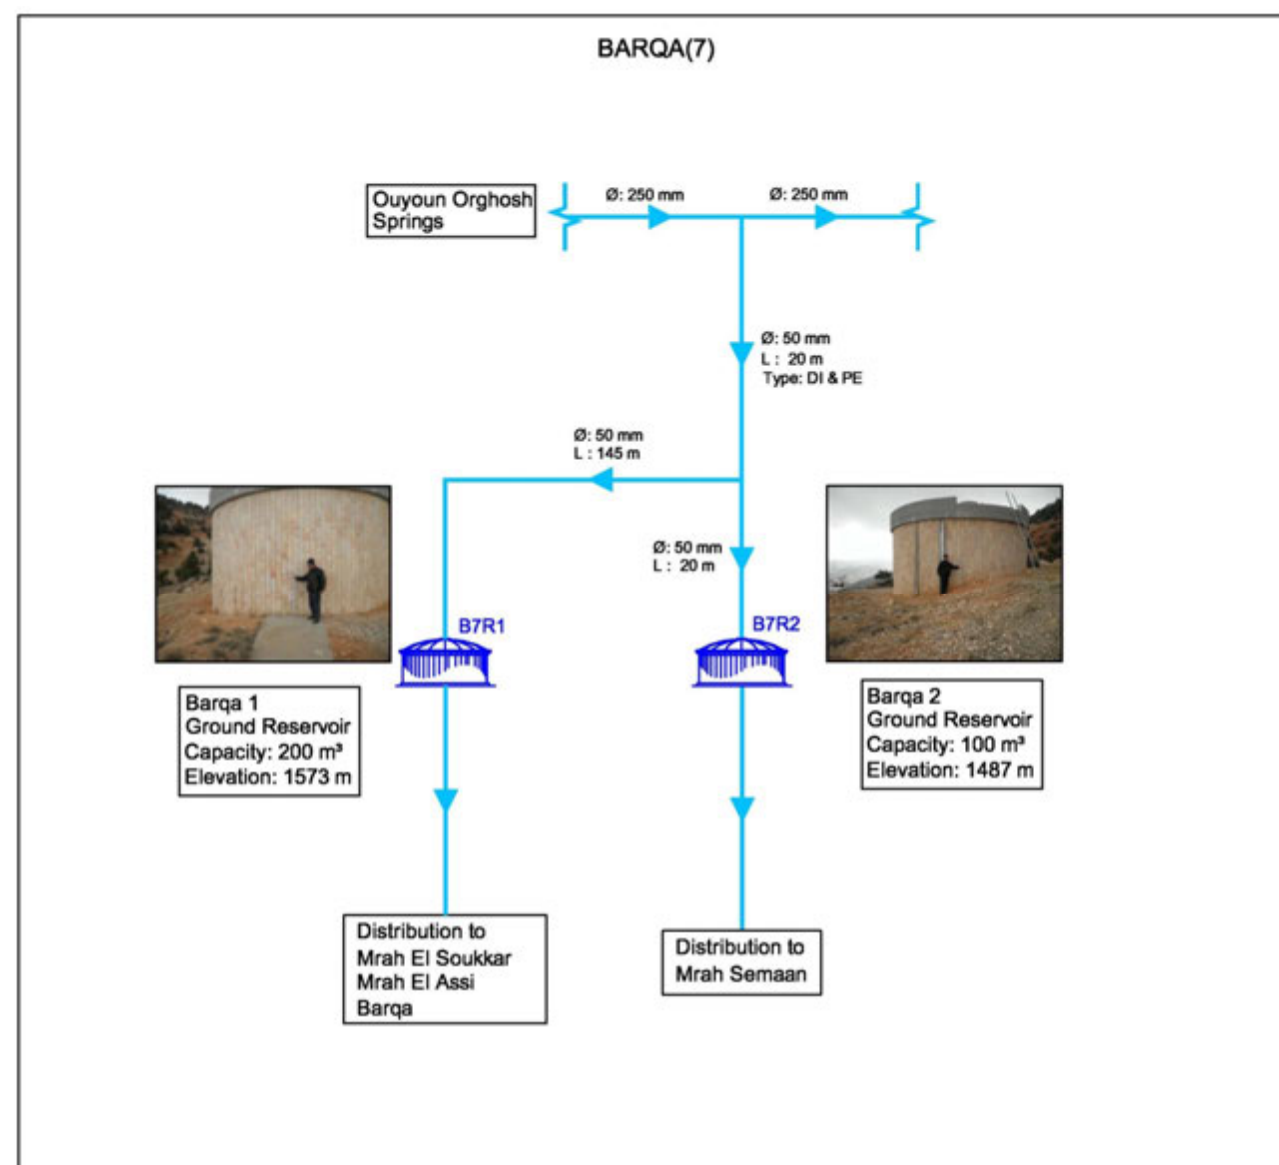 BARQA(7)
Ouyoun Orghosh
Springs
Ø: 250 mm
Ø: 250 mm
Ø: 50 mm
L : 20 m
Type: DI & PE
Ø: 50 mm
L : 145 m
Ø: 50 mm
L : 20 m
B7R1
B7R2
Barqa 1
Ground Reservoir
Capacity: 200 m³
Elevation: 1573 m
Barqa 2
Ground Reservoir
Capacity: 100 m³
Elevation: 1487 m
Distribution to
Mrah El Soukkar
Mrah El Assi
Barqa
Distribution to
Mrah Semaan